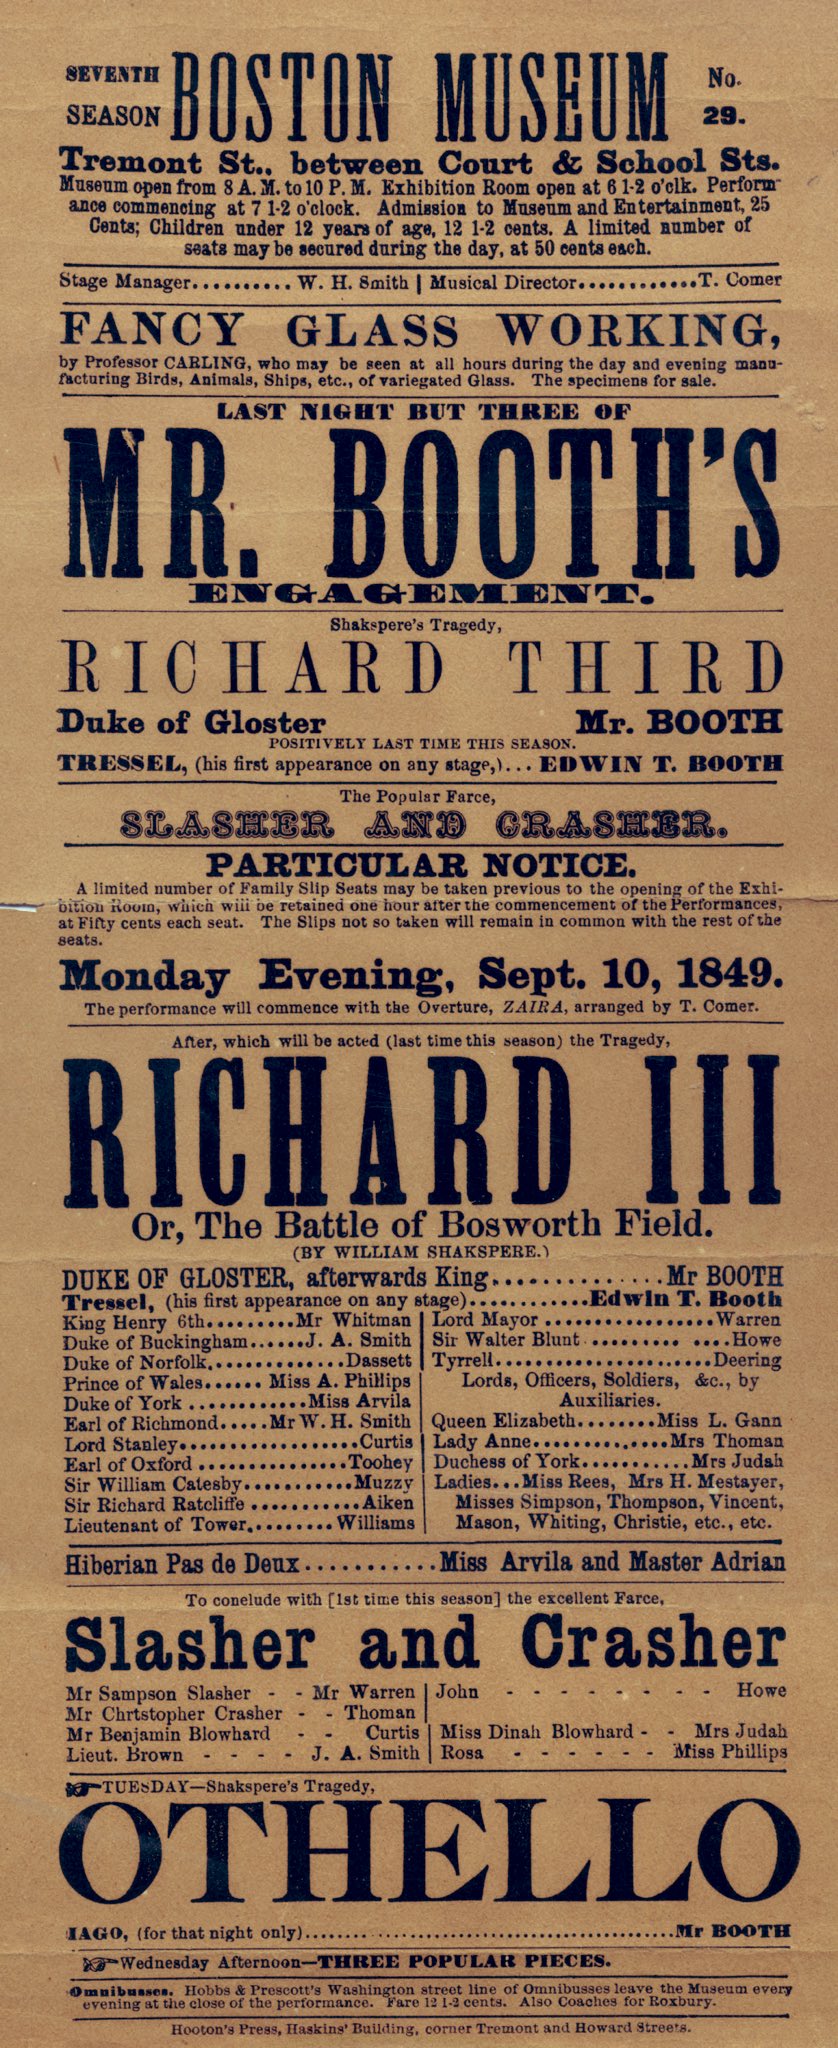 SEVENTH SEASON BOSTON MUSEUM No. 29.
Tremont St., between Court & School Sts.
Museum open from 8 A. M. to 10 P. M. Exhibition Room open at 6 1-2 o'clk. Perform-
ance commencing at 7 1-2 o'clock. Admission to Museum and Entertainment, 25
Cents; Children under 12 years of age, 12 1-2 cents. A limited number of
seats may be secured during the day, at 50 cents each.
Stage Manager.......... W. H. Smith | Musical Director............T. Comer
FANCY GLASS WORKING,
by Professor CARLING, who may be seen at all hours during the day and evening manu-
facturing Birds, Animals, Ships, etc., of variegated Glass. The specimens for sale.
LAST NIGHT BUT THREE OF
MR. BOOTH'S
ENGAGEMENT.
Shakspere's Tragedy,
RICHARD THIRD
Duke of Gloster Mr. BOOTH
POSITIVELY LAST TIME THIS SEASON.
TRESSEL, (his first appearance on any stage,)... EDWIN T. BOOTH
The Popular Farce,
SLASHER AND CRASHER.
PARTICULAR NOTICE.
A limited number of Family Slip Seats may be taken previous to the opening of the Exhi-
bition Room, which will be retained one hour after the commencement of the Performances,
at Fifty cents each seat. The Slips not so taken will remain in common with the rest of the
seats.
Monday Evening, Sept. 10, 1849.
The performance will commence with the Overture, ZAIRA, arranged by T. Comer.
After, which will be acted (last time this season) the Tragedy,
RICHARD III
Or, The Battle of Bosworth Field.
(BY WILLIAM SHAKSPERE.)
DUKE OF GLOSTER, afterwards King..............Mr BOOTH
Tressel, (his first appearance on any stage)............Edwin T. Booth
King Henry 6th.........Mr Whitman
Duke of Buckingham......J. A. Smith
Duke of Norfolk.............Dassett
Prince of Wales...... Miss A. Phillips
Duke of York ............Miss Arvila
Earl of Richmond.....Mr W. H. Smith
Lord Stanley..................Curtis
Earl of Oxford ................Toohey
Sir William Catesby...........Muzzy
Sir Richard Ratcliffe ...........Aiken
Lieutenant of Tower.........Williams
Lord Mayor .................Warren
Sir Walter Blunt ......... ....Howe
Tyrrell......................Deering
Lords, Officers, Soldiers, &c., by
Auxiliaries.
Queen Elizabeth........Miss L. Gann
Lady Anne............Mrs Thoman
Duchess of York...........Mrs Judah
Ladies...Miss Rees, Mrs H. Mestayer,
Misses Simpson, Thompson, Vincent,
Mason, Whiting, Christie, etc., etc.
Hiberian Pas de Deux...........Miss Arvila and Master Adrian
To conelude with [1st time this season] the excellent Farce,
Slasher and Crasher
Mr Sampson Slasher - - Mr Warren
Mr Chrtstopher Crasher - - Thoman
Mr Benjamin Blowhard - - Curtis
Lieut. Brown - - - - J. A. Smith
John - - - - - - - - Howe
Miss Dinah Blowhard - - Mrs Judah
Rosa - - - - - - Miss Phillips
☞TUESDAY—Shakspere's Tragedy,
OTHELLO
IAGO, (for that night only)..............................................Mr BOOTH
☞Wednesday Afternoon—THREE POPULAR PIECES.
Omnibusses. Hobbs & Prescott's Washington street line of Omnibusses leave the Museum every
evening at the close of the performance. Fare 12 1-2 cents. Also Coaches for Roxbury.
Hooton's Press, Haskins' Building, corner Tremont and Howard Streets.